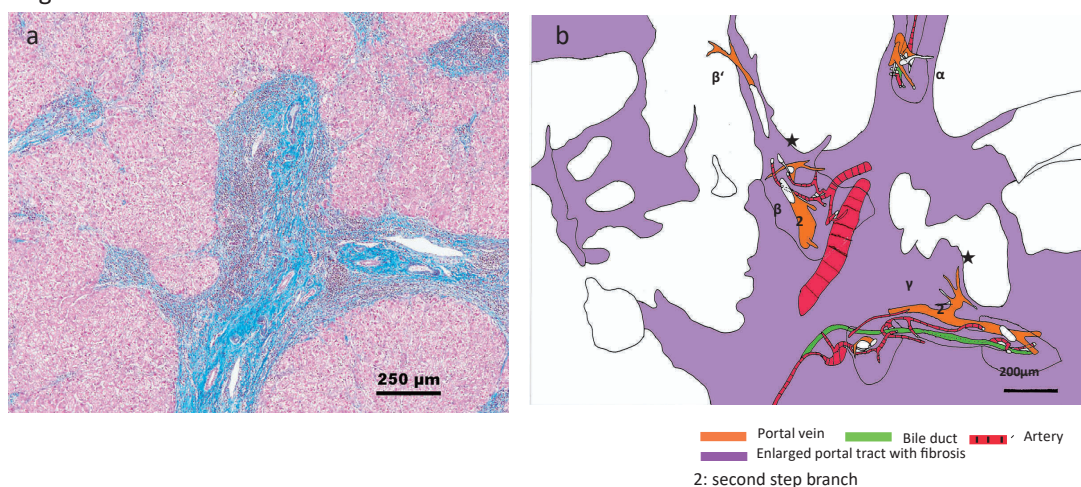 a
250 µm
b
β'
α
β
2
γ
2
200µm
Portal vein
Bile duct
Artery
Enlarged portal tract with fibrosis
2: second step branch